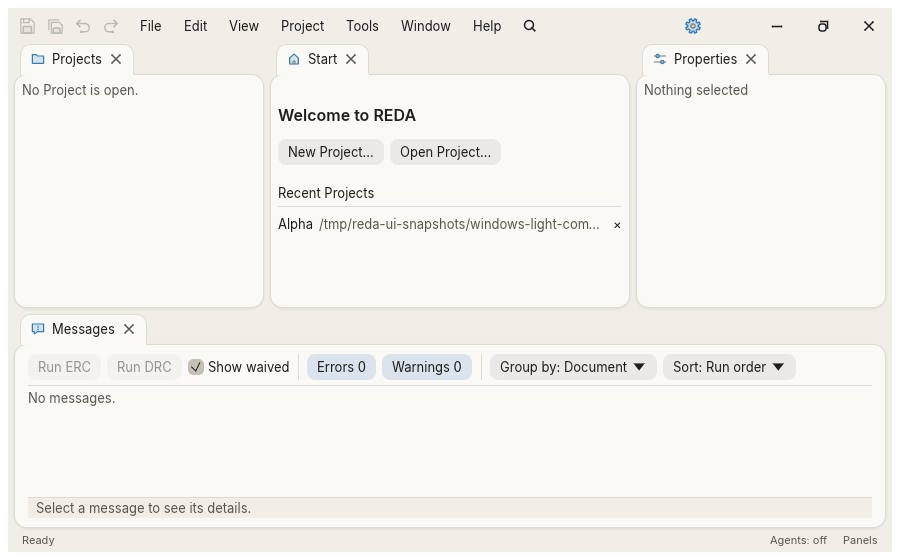 File Edit View Project Tools Window Help
Projects
Start
Properties
No Project is open.
Welcome to REDA
New Project... Open Project...
Recent Projects
Alpha /tmp/reda-ui-snapshots/windows-light-com...
Nothing selected
Messages
Run ERC Run DRC Show waived Errors 0 Warnings 0 Group by: Document Sort: Run order
No messages.
Select a message to see its details.
Ready Agents: off Panels